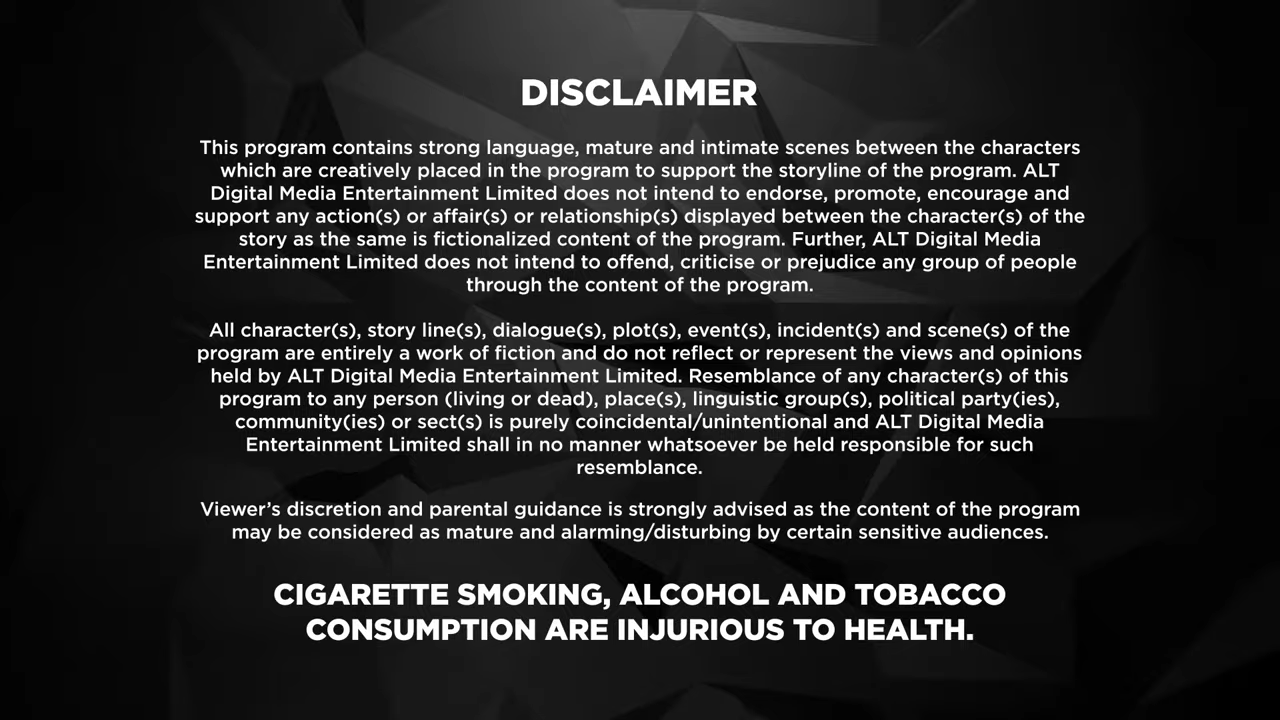 DISCLAIMER
This program contains strong language, mature and intimate scenes between the characters
which are creatively placed in the program to support the storyline of the program. ALT
Digital Media Entertainment Limited does not intend to endorse, promote, encourage and
support any action(s) or affair(s) or relationship(s) displayed between the character(s) of the
story as the same is fictionalized content of the program. Further, ALT Digital Media
Entertainment Limited does not intend to offend, criticise or prejudice any group of people
through the content of the program.
All character(s), story line(s), dialogue(s), plot(s), event(s), incident(s) and scene(s) of the
program are entirely a work of fiction and do not reflect or represent the views and opinions
held by ALT Digital Media Entertainment Limited. Resemblance of any character(s) of this
program to any person (living or dead), place(s), linguistic group(s), political party(ies),
community(ies) or sect(s) is purely coincidental/unintentional and ALT Digital Media
Entertainment Limited shall in no manner whatsoever be held responsible for such
resemblance.
Viewer’s discretion and parental guidance is strongly advised as the content of the program
may be considered as mature and alarming/disturbing by certain sensitive audiences.
CIGARETTE SMOKING, ALCOHOL AND TOBACCO
CONSUMPTION ARE INJURIOUS TO HEALTH.